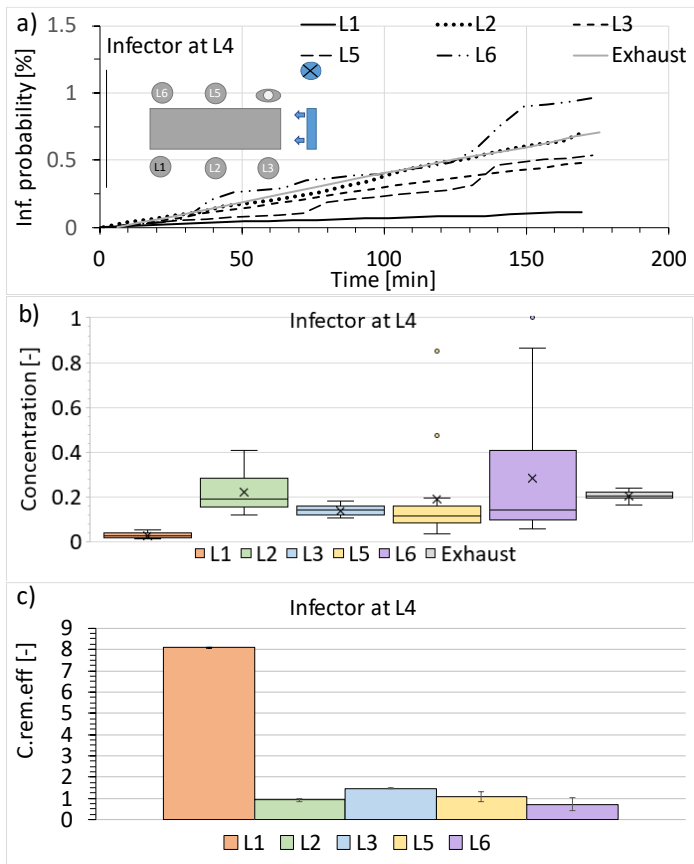 a)
Infector at L4
L1 L2 L3
L5 L6 Exhaust
Inf. probability [%]
1.5
1
0.5
0
L6 L5
L1 L2 L3
0 50 100 150 200
Time [min]
b)
Infector at L4
Concentration [-]
1
0.8
0.6
0.4
0.2
0
L1 L2 L3 L5 L6 Exhaust
c)
Infector at L4
C.rem.eff [-]
9
8
7
6
5
4
3
2
1
0
L1 L2 L3 L5 L6